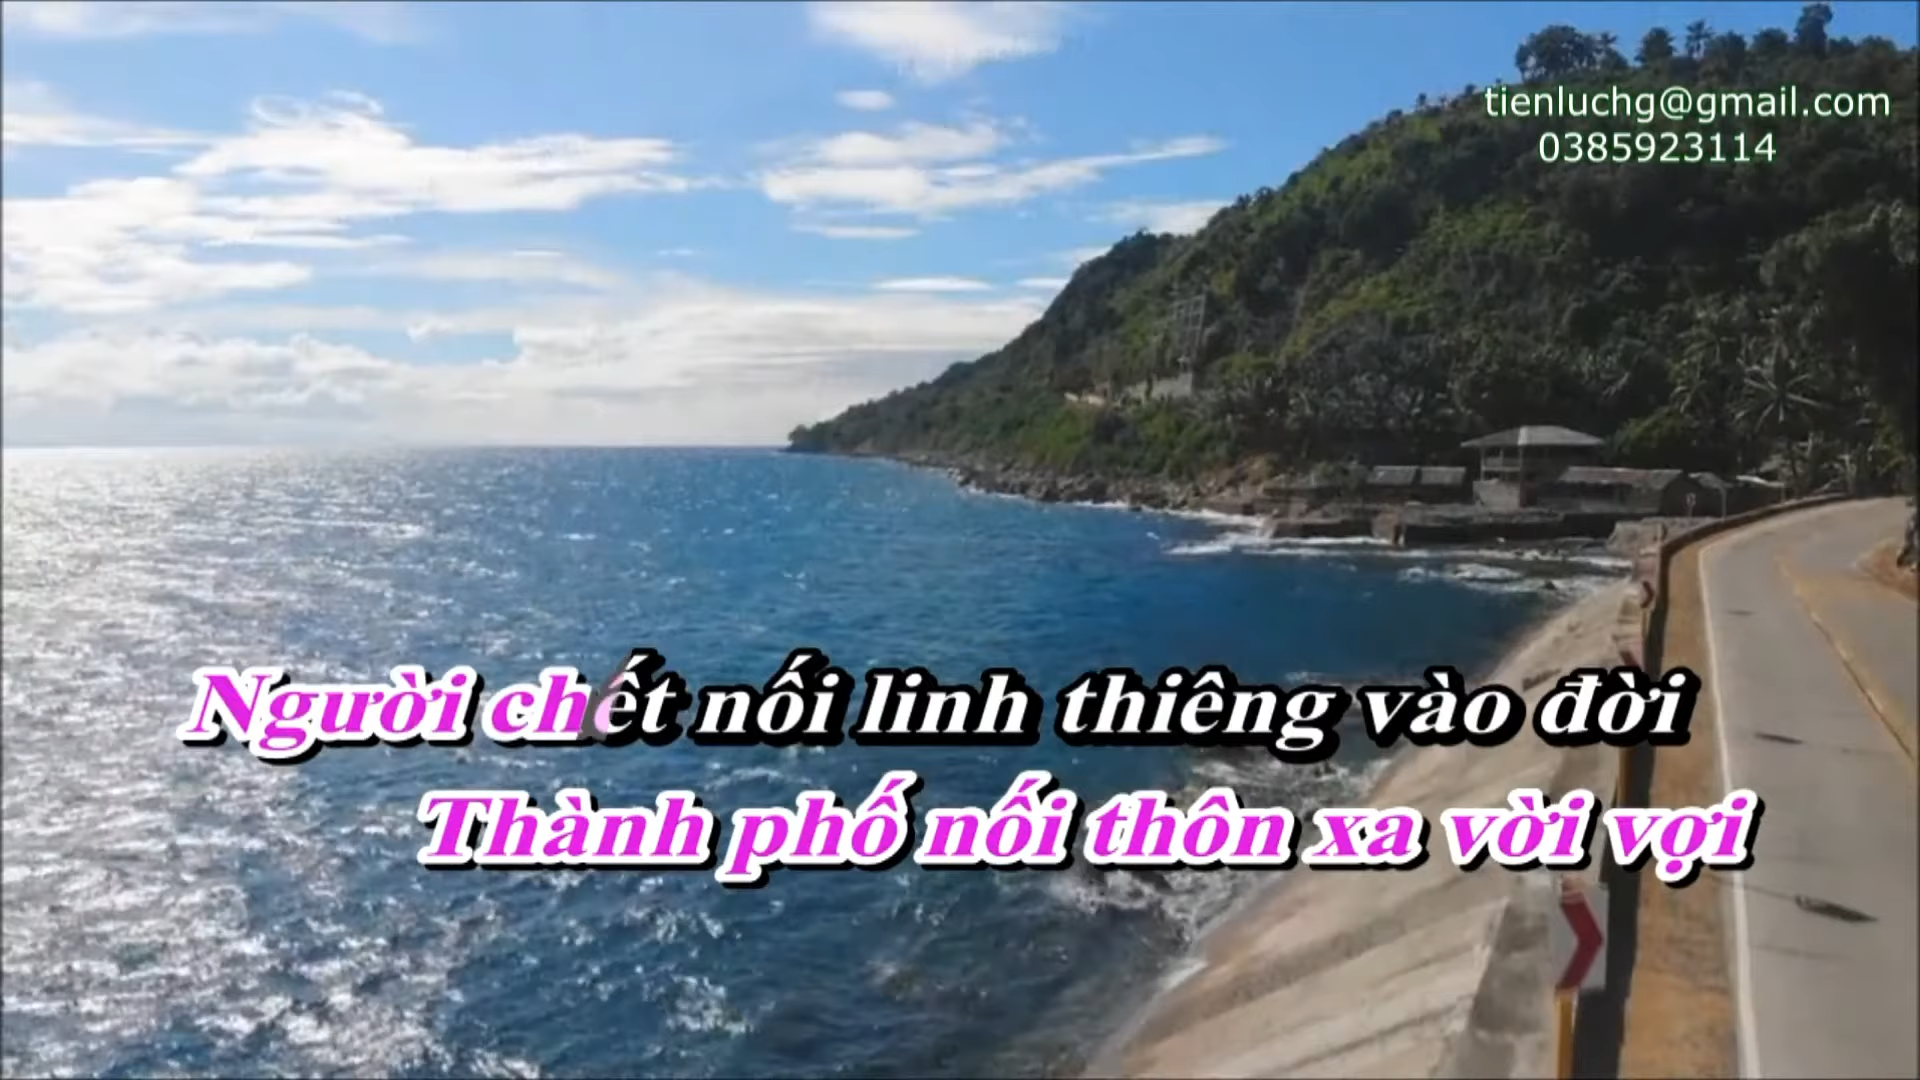 tienluchg@gmail.com
0385923114
Người chết nối linh thiêng vào đời
Thành phố nối thôn xa vời vợi